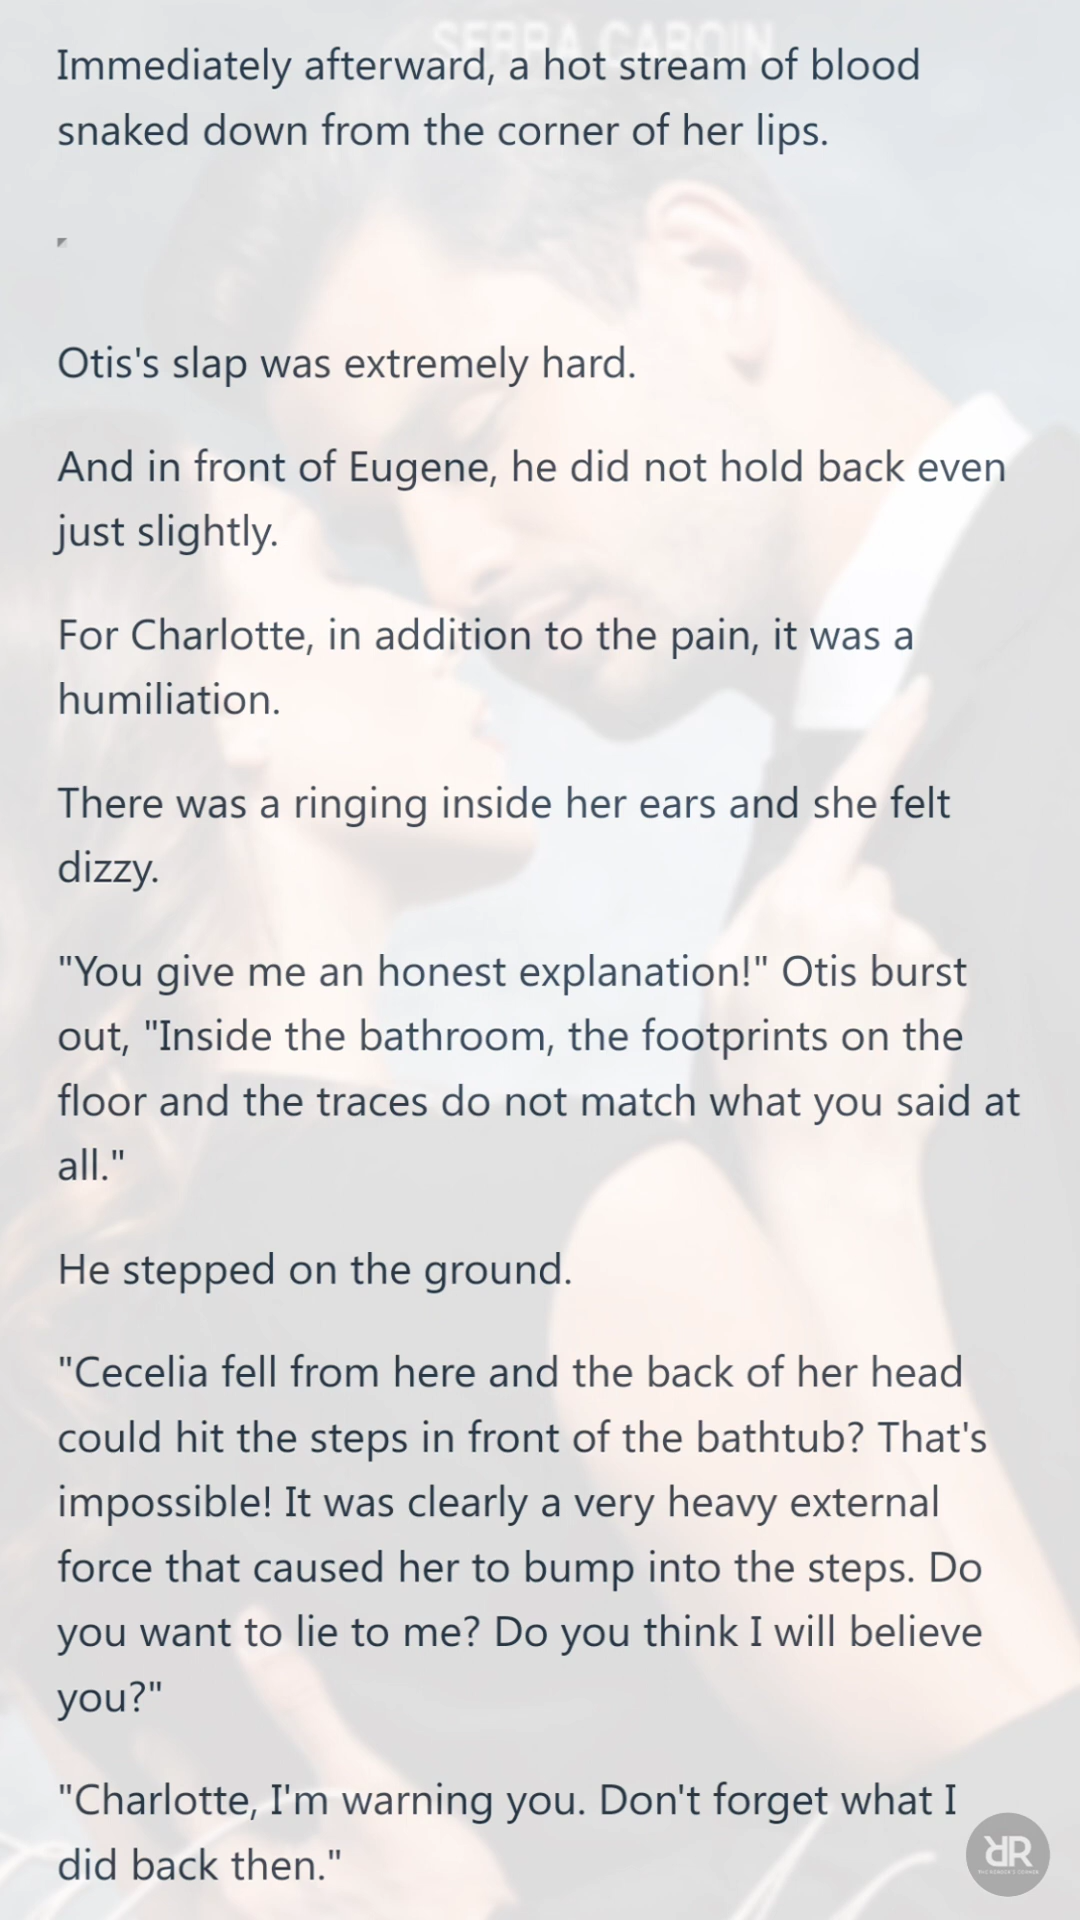 SERRA CAROIN
Immediately afterward, a hot stream of blood
snaked down from the corner of her lips.
Otis's slap was extremely hard.
And in front of Eugene, he did not hold back even
just slightly.
For Charlotte, in addition to the pain, it was a
humiliation.
There was a ringing inside her ears and she felt
dizzy.
"You give me an honest explanation!" Otis burst
out, "Inside the bathroom, the footprints on the
floor and the traces do not match what you said at
all."
He stepped on the ground.
"Cecelia fell from here and the back of her head
could hit the steps in front of the bathtub? That's
impossible! It was clearly a very heavy external
force that caused her to bump into the steps. Do
you want to lie to me? Do you think I will believe
you?"
"Charlotte, I'm warning you. Don't forget what I
did back then."
RR